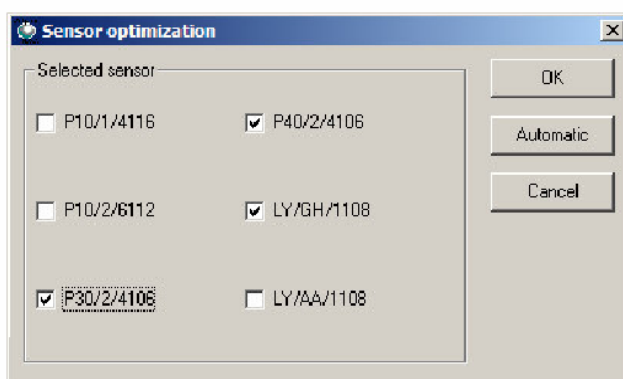 Sensor optimization
Selected sensor
OK
P10/1/4116 P40/2/4106
Automatic
P10/2/6112 LY/GH/1108
Cancel
P30/2/4106 LY/AA/1108